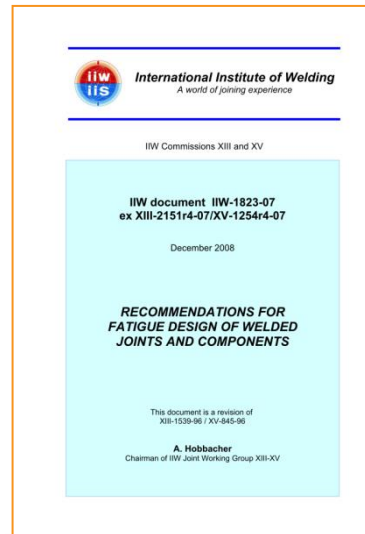 iiw
iis
International Institute of Welding
A world of joining experience
IIW Commissions XIII and XV
IIW document IIW-1823-07
ex XIII-2151r4-07/XV-1254r4-07
December 2008
RECOMMENDATIONS FOR
FATIGUE DESIGN OF WELDED
JOINTS AND COMPONENTS
This document is a revision of
XIII-1539-96 / XV-845-96
A. Hobbacher
Chairman of IIW Joint Working Group XIII-XV